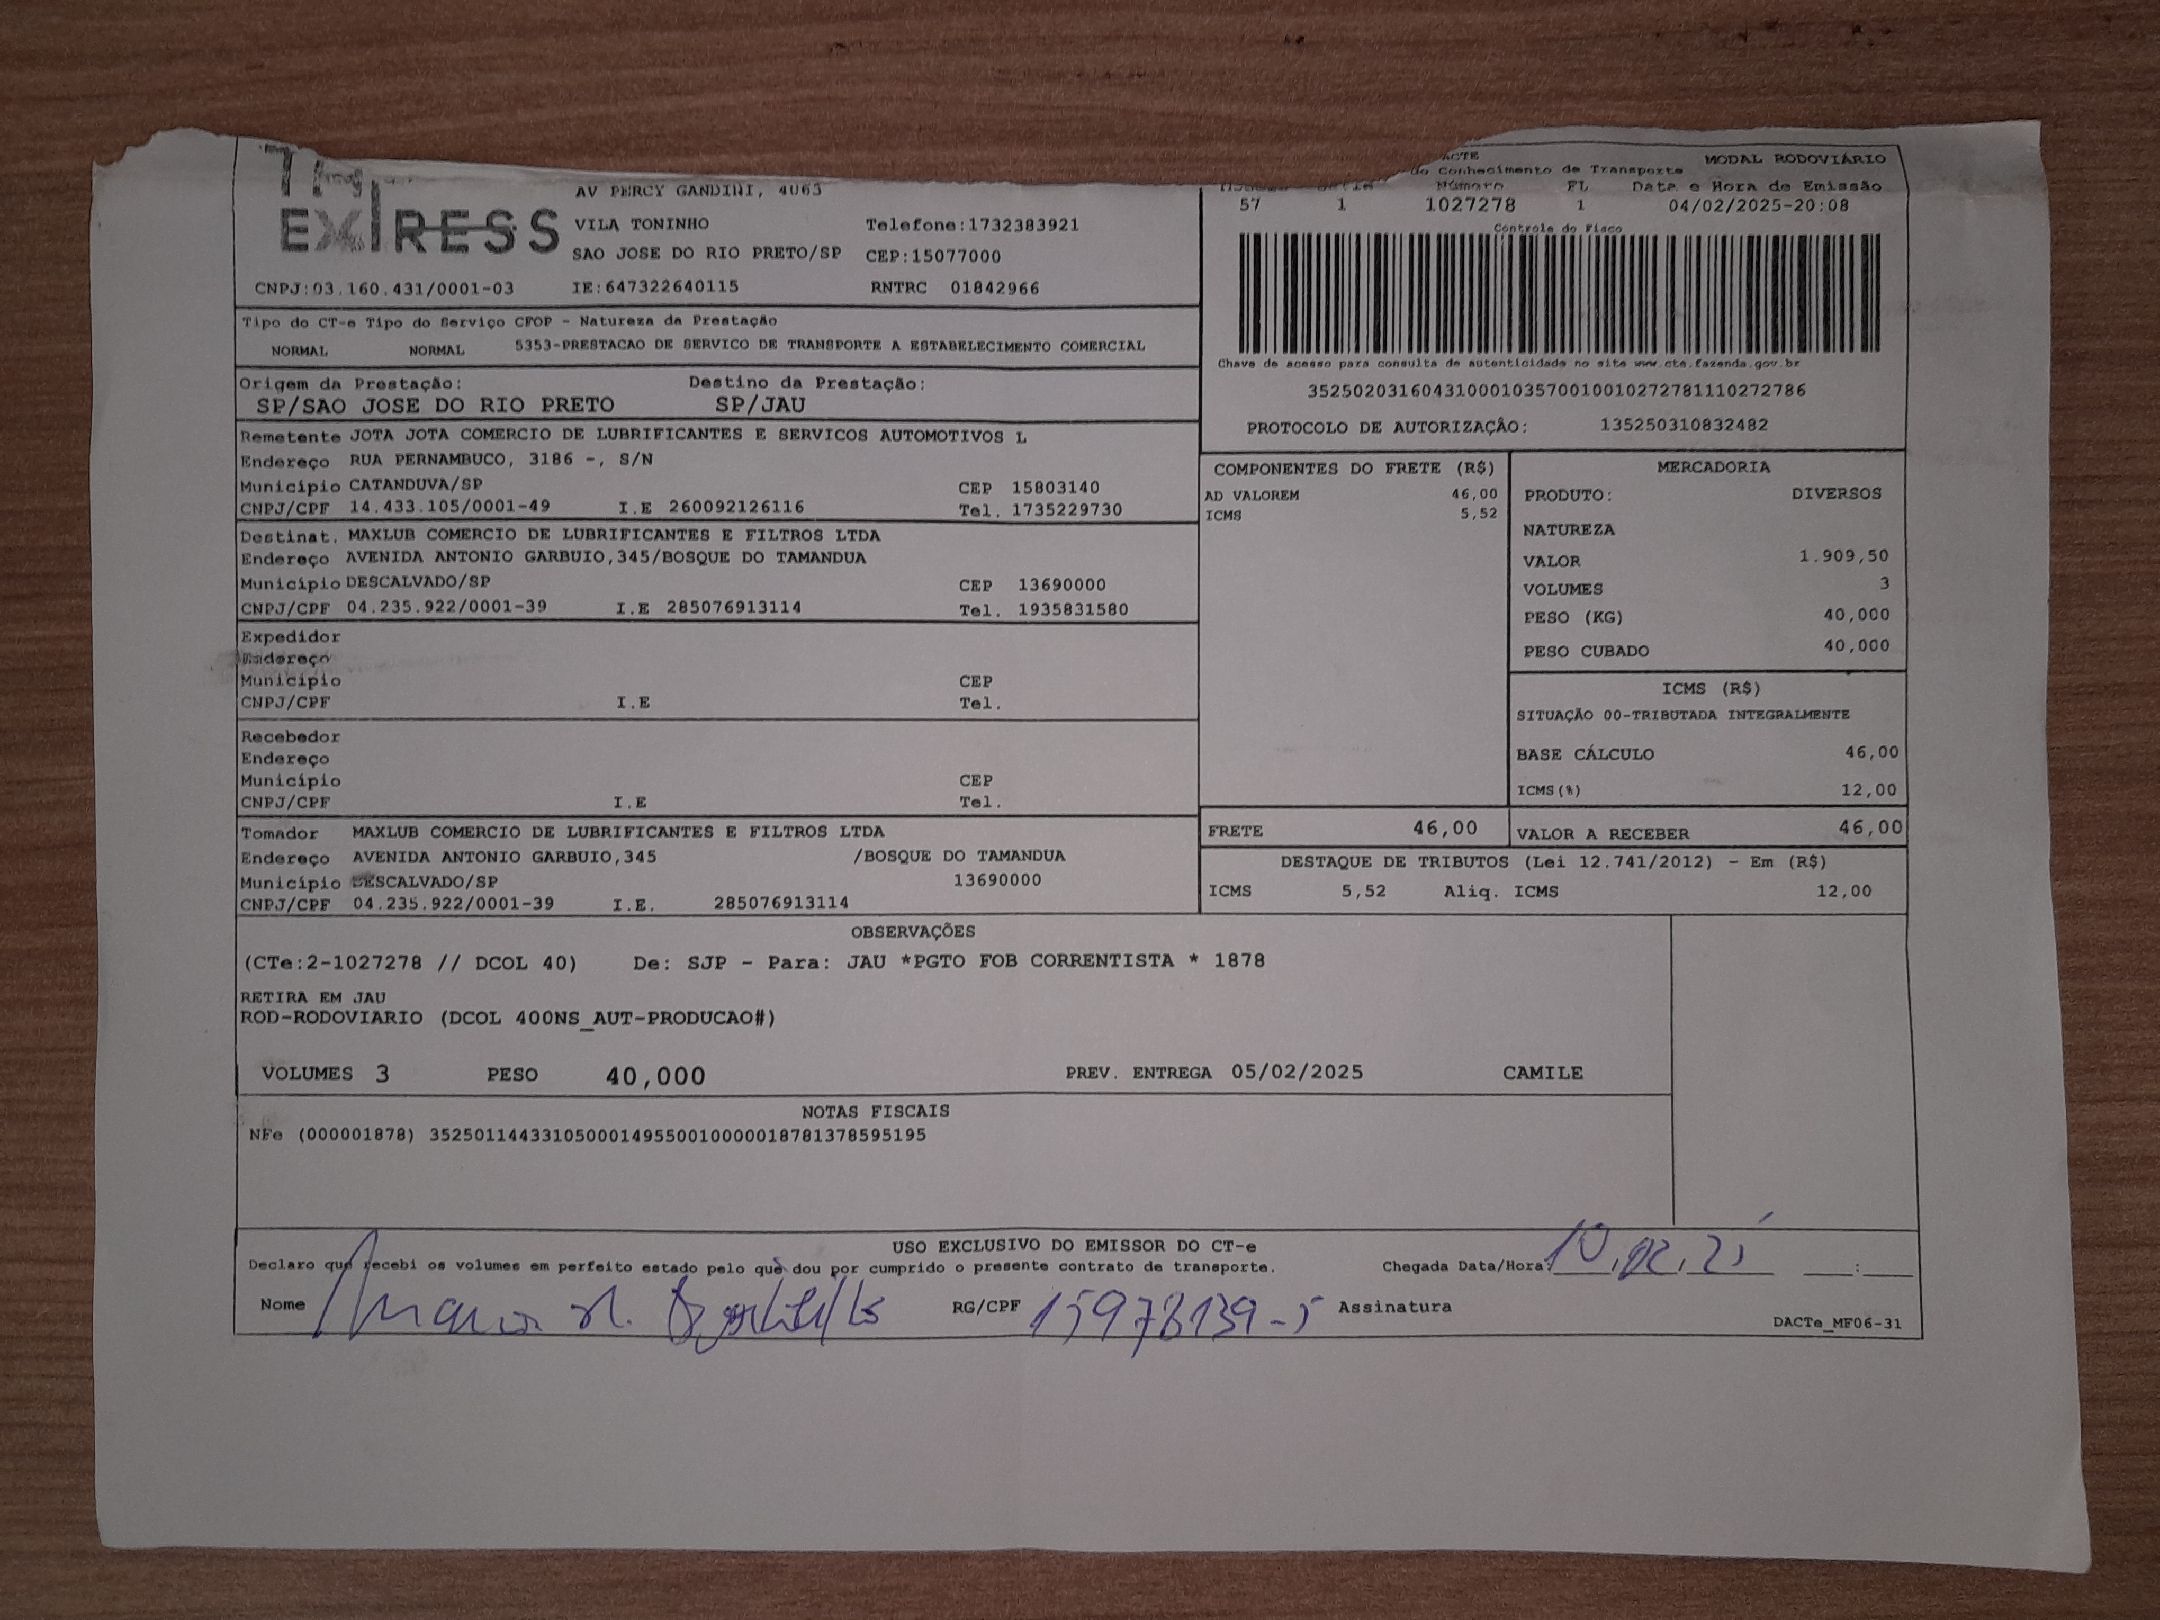 TM
EXPRESS
AV PERCY GANDINI, 4063
VILA TONINHO Telefone:1732383921
SAO JOSE DO RIO PRETO/SP CEP:15077000
CNPJ:03.160.431/0001-03 IE:647322640115 RNTRC 01842966
ACTE MODAL RODOVIÁRIO
do Conhecimento de Transporte
Número FL Data e Hora de Emissão
57 1 1027278 1 04/02/2025-20:08
Controle do Fisco
Chave de acesso para consulta de autenticidade no site www.cte.fazenda.gov.br
35250203160431000103570010010272781110272786
PROTOCOLO DE AUTORIZAÇÃO: 135250310832482
Tipo do CT-e Tipo do Serviço CFOP - Natureza da Prestação
NORMAL NORMAL 5353-PRESTACAO DE SERVICO DE TRANSPORTE A ESTABELECIMENTO COMERCIAL
Origem da Prestação: Destino da Prestação:
SP/SAO JOSE DO RIO PRETO SP/JAU
Remetente JOTA JOTA COMERCIO DE LUBRIFICANTES E SERVICOS AUTOMOTIVOS L
Endereço RUA PERNAMBUCO, 3186 -, S/N
Município CATANDUVA/SP CEP 15803140
CNPJ/CPF 14.433.105/0001-49 I.E 260092126116 Tel. 1735229730
Destinat. MAXLUB COMERCIO DE LUBRIFICANTES E FILTROS LTDA
Endereço AVENIDA ANTONIO GARBUIO,345/BOSQUE DO TAMANDUA
Município DESCALVADO/SP CEP 13690000
CNPJ/CPF 04.235.922/0001-39 I.E 285076913114 Tel. 1935831580
Expedidor
Endereço
Município CEP
CNPJ/CPF I.E Tel.
Recebedor
Endereço
Município CEP
CNPJ/CPF I.E Tel.
Tomador MAXLUB COMERCIO DE LUBRIFICANTES E FILTROS LTDA
Endereço AVENIDA ANTONIO GARBUIO,345 /BOSQUE DO TAMANDUA
Município DESCALVADO/SP 13690000
CNPJ/CPF 04.235.922/0001-39 I.E. 285076913114
COMPONENTES DO FRETE (R$)
AD VALOREM 46,00
ICMS 5,52
MERCADORIA
PRODUTO: DIVERSOS
NATUREZA
VALOR 1.909,50
VOLUMES 3
PESO (KG) 40,000
PESO CUBADO 40,000
ICMS (R$)
SITUAÇÃO 00-TRIBUTADA INTEGRALMENTE
BASE CÁLCULO 46,00
ICMS(%) 12,00
FRETE 46,00 VALOR A RECEBER 46,00
DESTAQUE DE TRIBUTOS (Lei 12.741/2012) - Em (R$)
ICMS 5,52 Aliq. ICMS 12,00
OBSERVAÇÕES
(CTe:2-1027278 // DCOL 40) De: SJP - Para: JAU *PGTO FOB CORRENTISTA * 1878
RETIRA EM JAU
ROD-RODOVIARIO (DCOL 400NS_AUT-PRODUCAO#)
VOLUMES 3 PESO 40,000 PREV. ENTREGA 05/02/2025 CAMILE
NOTAS FISCAIS
NFe (000001878) 35250114433105000149550010000018781378595195
USO EXCLUSIVO DO EMISSOR DO CT-e
Declaro que recebi os volumes em perfeito estado pelo que dou por cumprido o presente contrato de transporte. Chegada Data/Hora: 10.02.25 __:__
Nome RG/CPF 15978139-5 Assinatura
DACTe_MF06-31